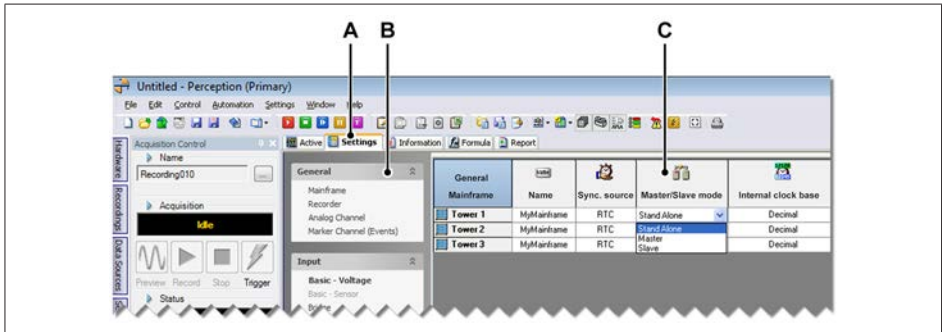 A B C
Untitled - Perception (Primary)
File Edit Control Automation Settings Window Help
Hardware
Recordings
Data Sources
Acquisition Control
Name
Recording010
...
Acquisition
Idle
Preview Record Stop Trigger
Status
Active Settings Information Formula Report
General
Mainframe
Recorder
Analog Channel
Marker Channel (Events)
Input
Basic - Voltage
Basic - Sensor
Bridge
General Mainframe Name Sync. source Master/Slave mode Internal clock base
Tower 1 MyMainframe RTC Stand Alone Decimal
Tower 2 MyMainframe RTC Stand Alone Decimal
Master
Tower 3 MyMainframe RTC Slave Decimal